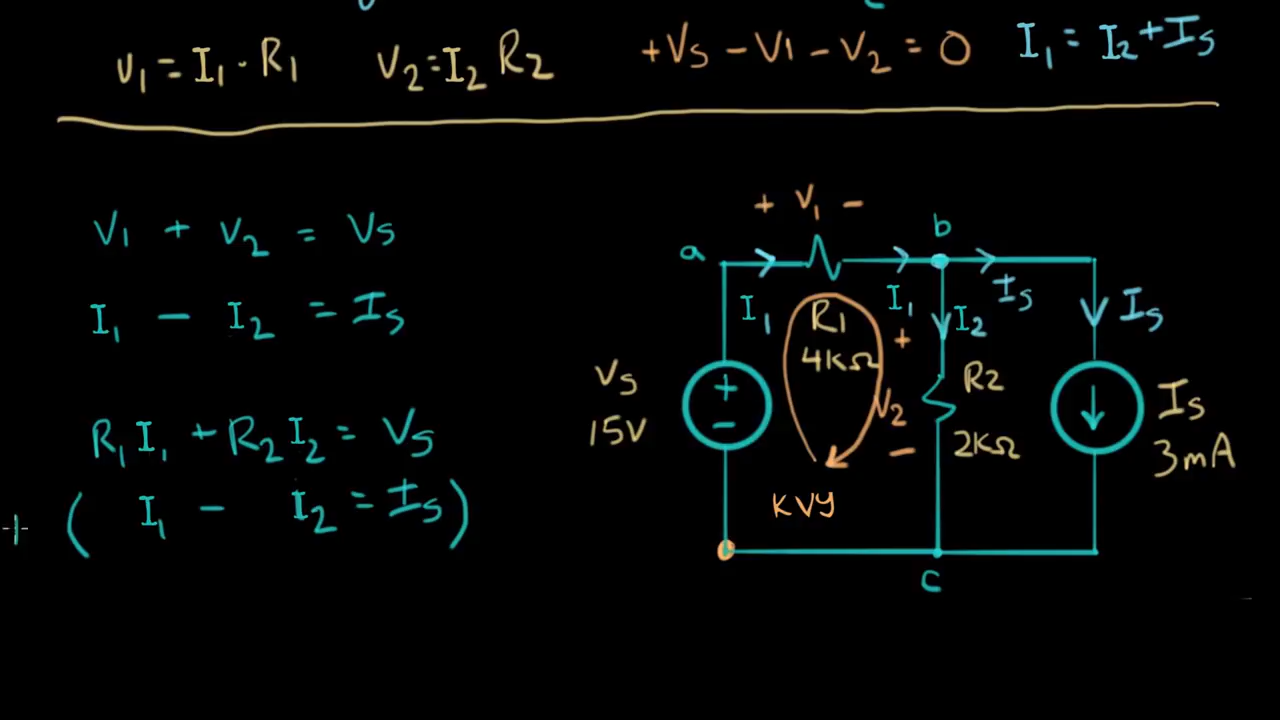 v₁ = I₁ · R₁ V₂ = I₂ R₂ +Vs - V1 - V₂ = 0 I₁ = I₂ + Is
V₁ + V₂ = Vs
I₁ - I₂ = Is
R₁ I₁ + R₂ I₂ = Vs
( I₁ - I₂ = Is )
+ V₁ -
a
b
I₁
I₁
Is
R1
4KΩ
I₂
Is
+
V₂
-
Vs
15V
+
-
R2
2KΩ
Is
3mA
KVY
c